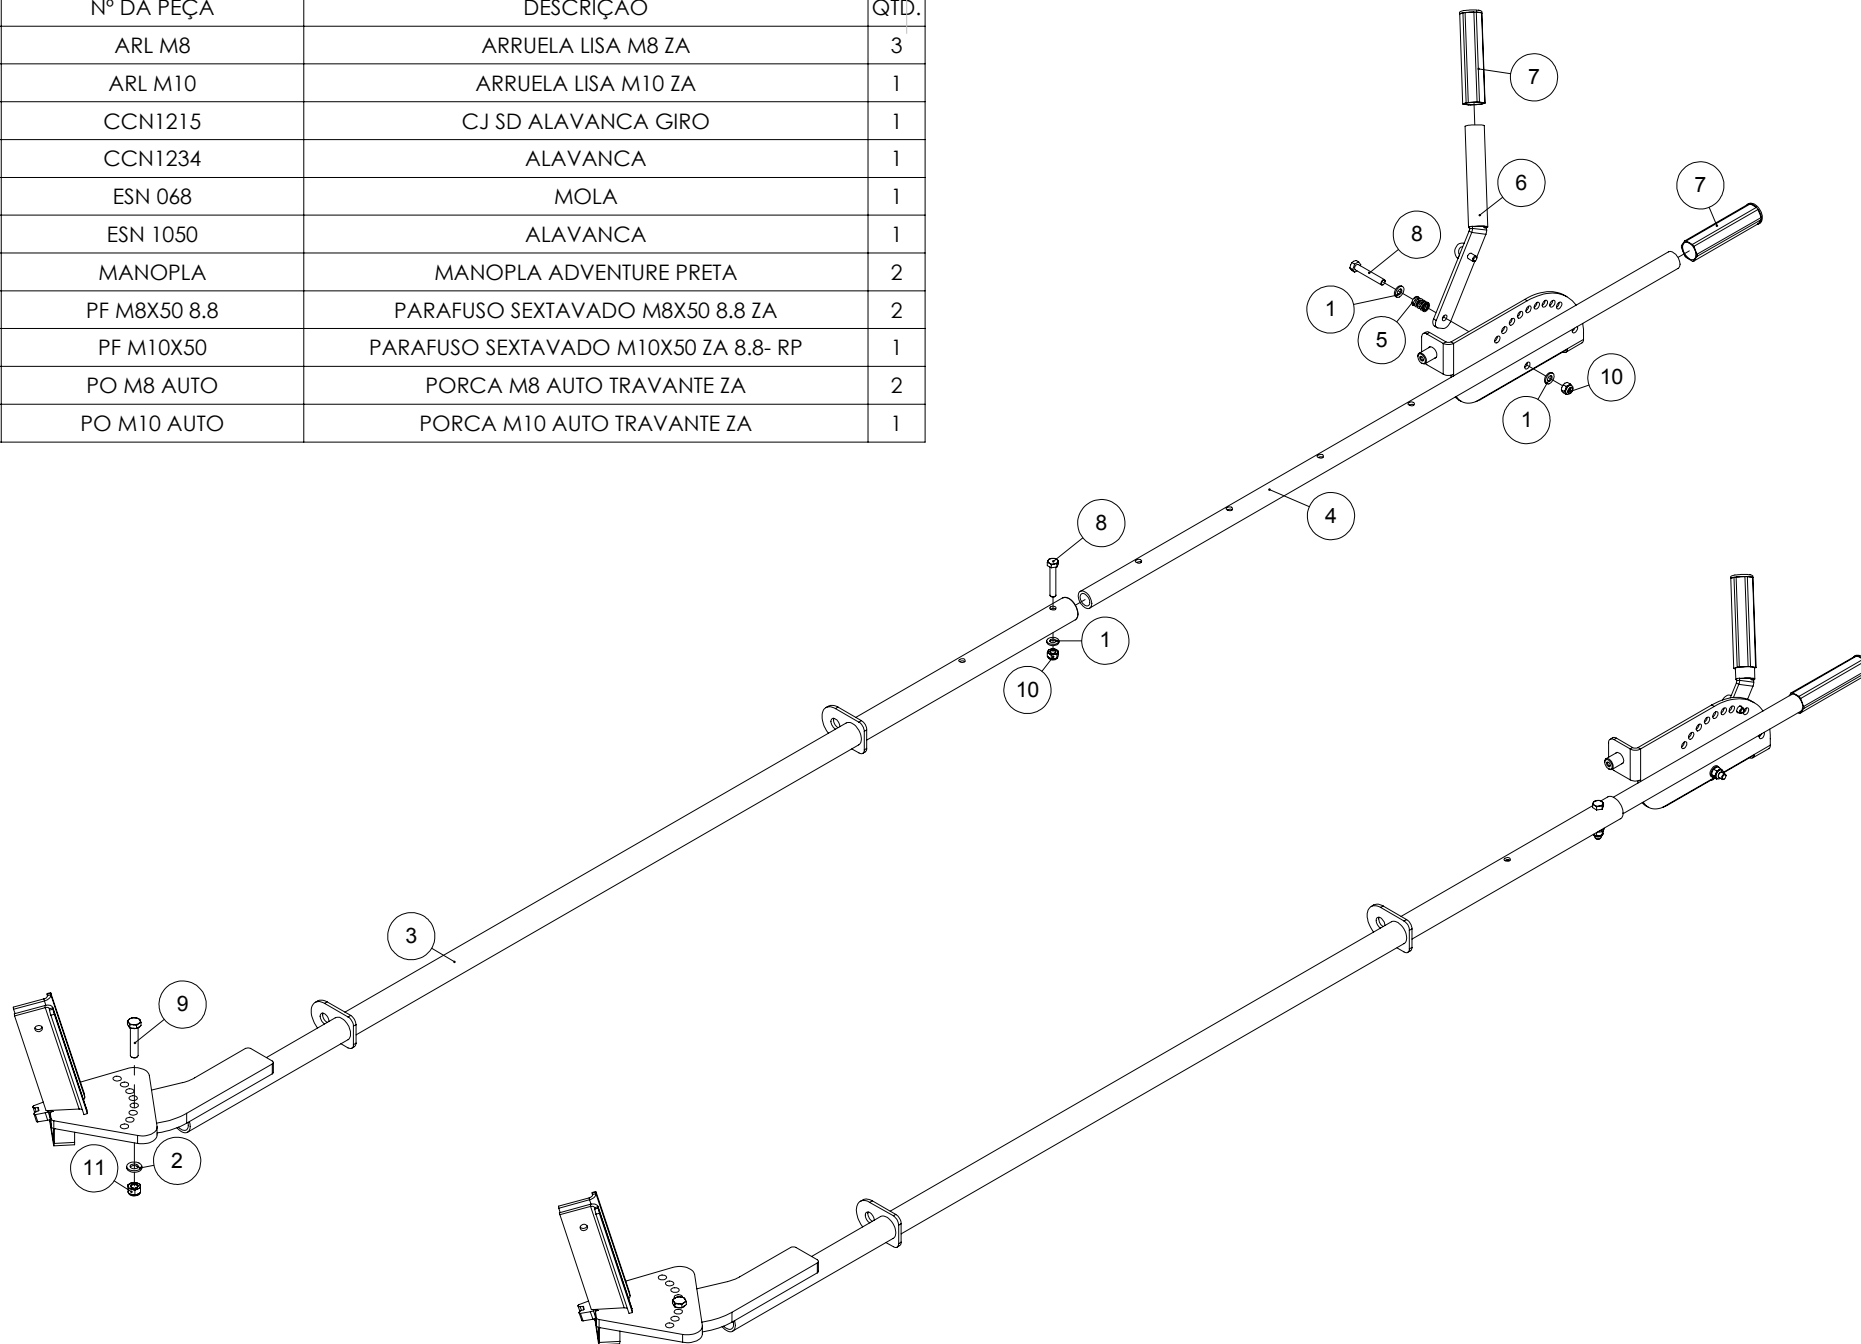 Nº DA PEÇA DESCRIÇÃO QTD.
ARL M8 ARRUELA LISA M8 ZA 3
ARL M10 ARRUELA LISA M10 ZA 1
CCN1215 CJ SD ALAVANCA GIRO 1
CCN1234 ALAVANCA 1
ESN 068 MOLA 1
ESN 1050 ALAVANCA 1
MANOPLA MANOPLA ADVENTURE PRETA 2
PF M8X50 8.8 PARAFUSO SEXTAVADO M8X50 8.8 ZA 2
PF M10X50 PARAFUSO SEXTAVADO M10X50 ZA 8.8- RP 1
PO M8 AUTO PORCA M8 AUTO TRAVANTE ZA 2
PO M10 AUTO PORCA M10 AUTO TRAVANTE ZA 1
7
6
7
8
1
5
10
1
4
8
1
10
3
9
11
2